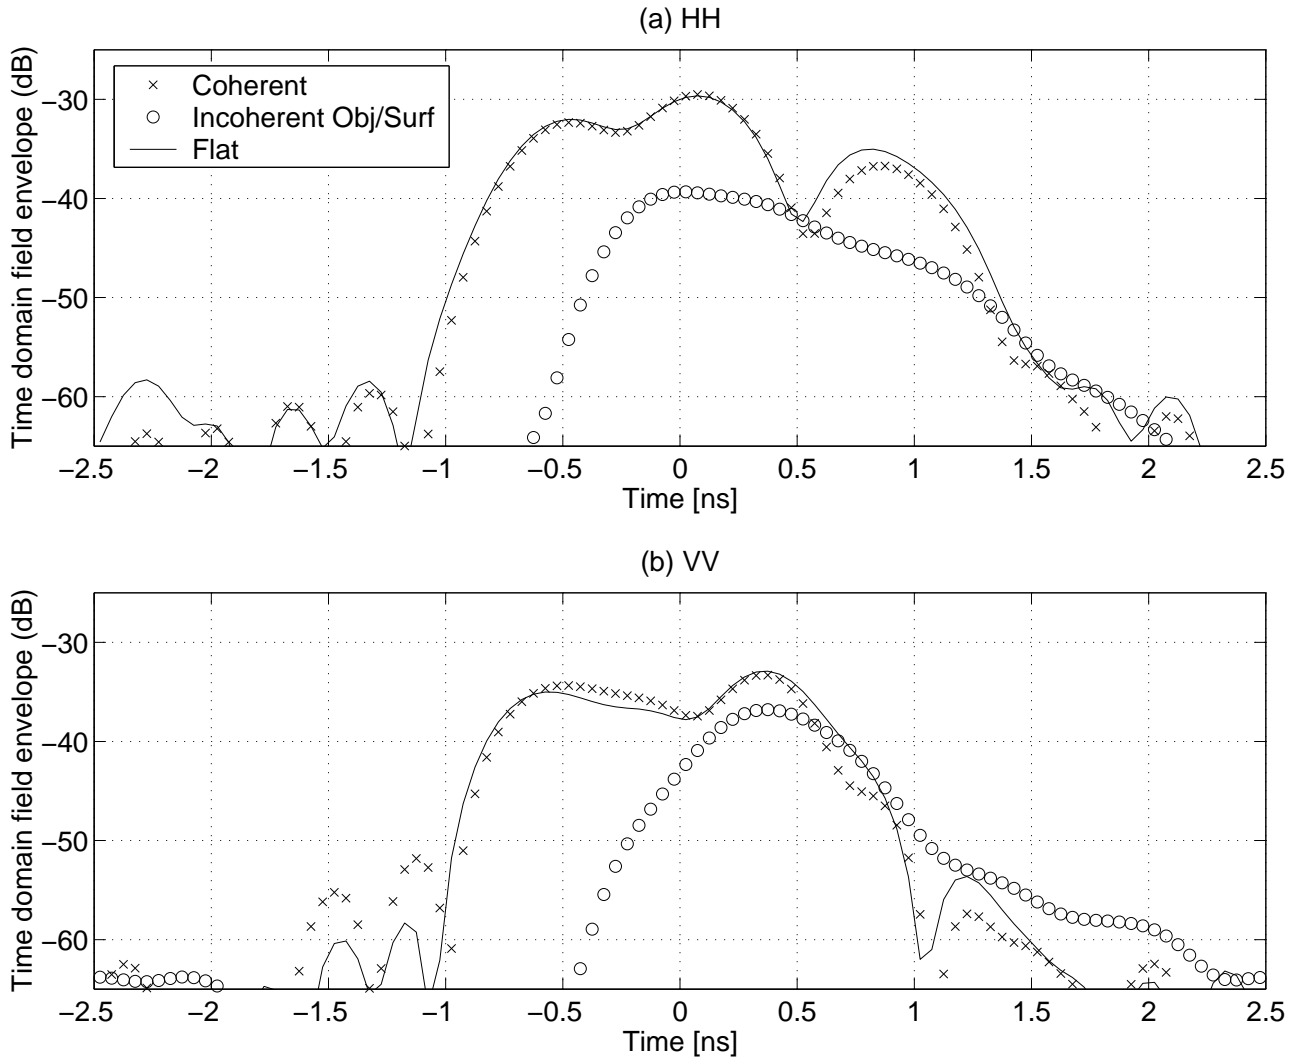 (a) HH
Time domain field envelope (dB)
−30
−40
−50
−60
Coherent
Incoherent Obj/Surf
Flat
−2.5 −2 −1.5 −1 −0.5 0 0.5 1 1.5 2 2.5
Time [ns]
(b) VV
Time domain field envelope (dB)
−30
−40
−50
−60
−2.5 −2 −1.5 −1 −0.5 0 0.5 1 1.5 2 2.5
Time [ns]